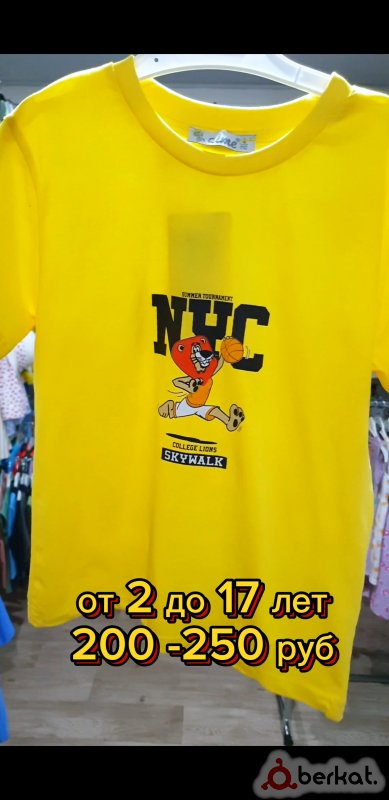 SUMMER TOURNAMENT
NYC
COLLEGE LIONS
SKYWALK
от 2 до 17 лет
200 -250 руб
berkat.